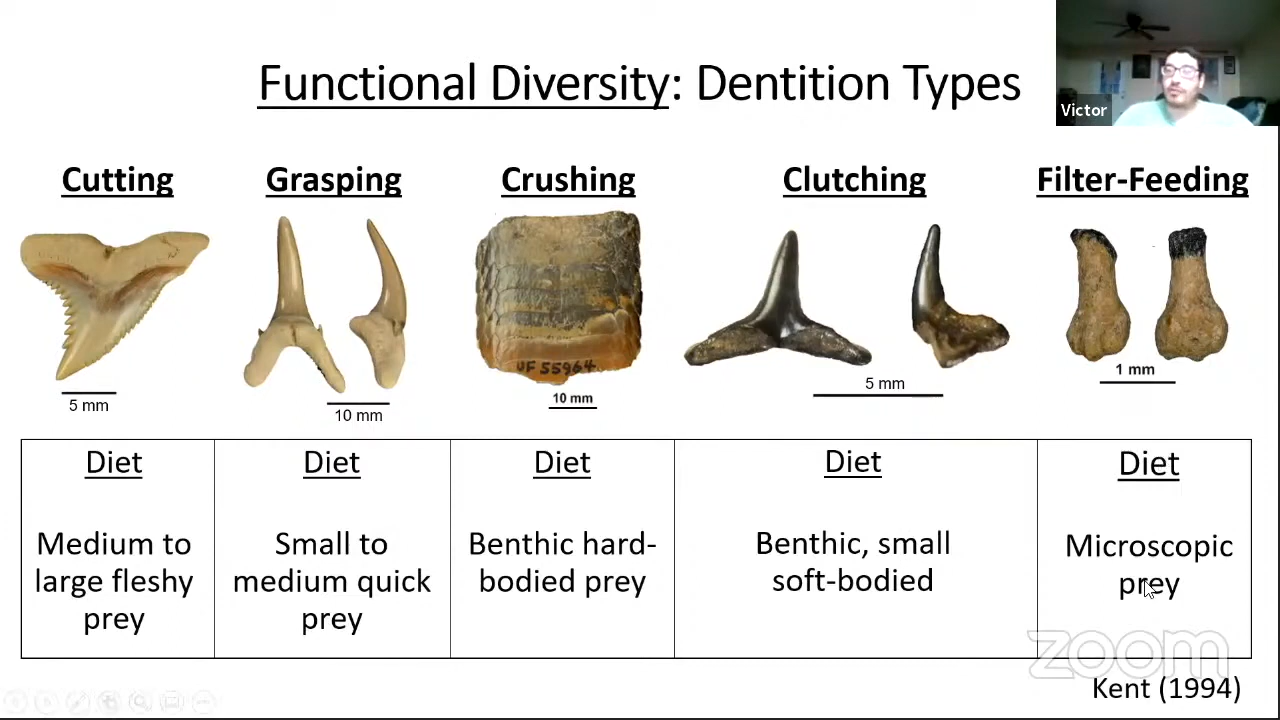 Functional Diversity: Dentition Types
Victor
Cutting
Grasping
Crushing
Clutching
Filter-Feeding
UF 55964
5 mm
10 mm
10 mm
5 mm
1 mm
Diet
Medium to
large fleshy
prey
Diet
Small to
medium quick
prey
Diet
Benthic hard-
bodied prey
Diet
Benthic, small
soft-bodied
Diet
Microscopic
prey
zoom
Kent (1994)